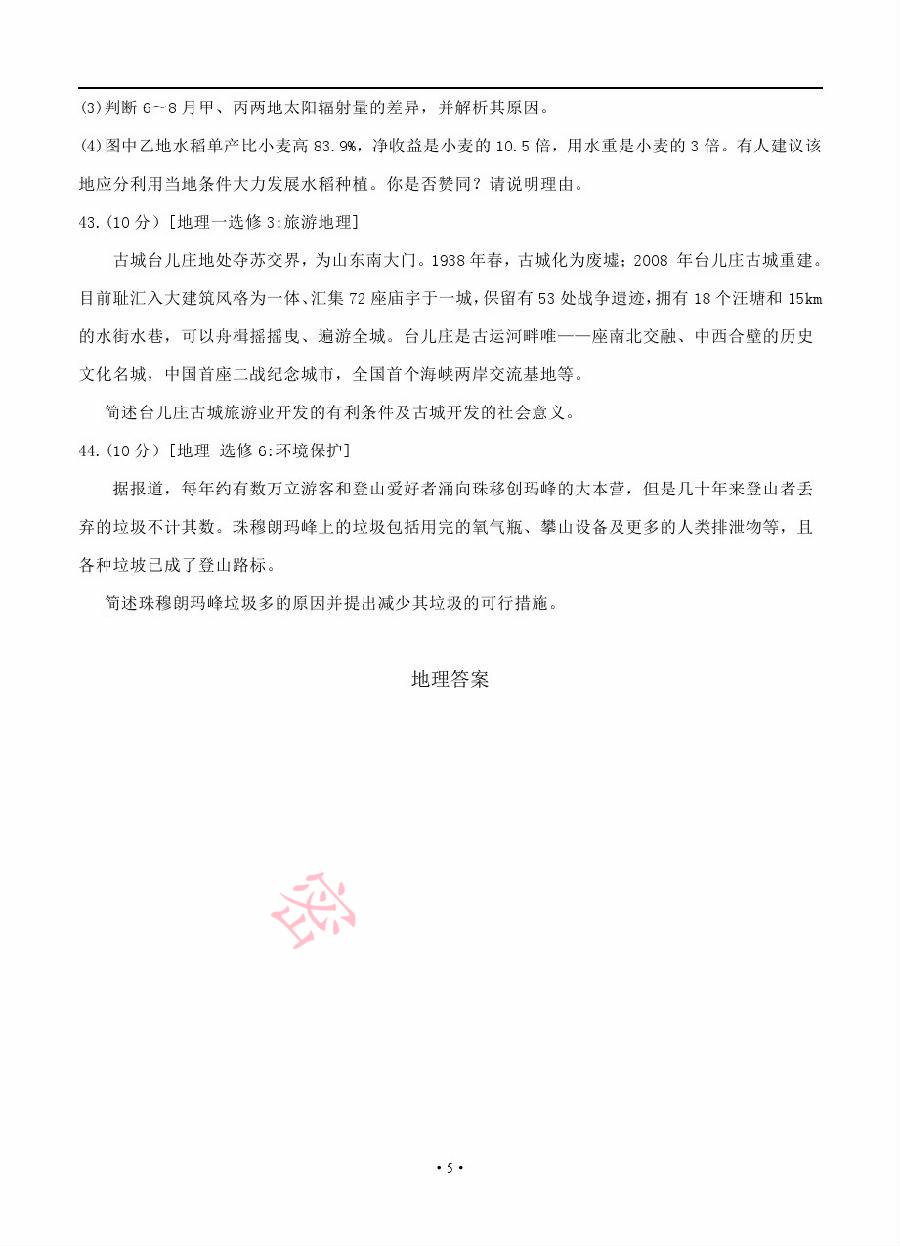 (3)判断 6~8 月甲、丙两地太阳辐射量的差异，并解析其原因。
(4)图中乙地水稻单产比小麦高 83.9%，净收益是小麦的 10.5 倍，用水重是小麦的 3 倍。有人建议该
地应分利用当地条件大力发展水稻种植。你是否赞同？请说明理由。
43.(10 分) [地理一选修 3:旅游地理]
古城台儿庄地处夺苏交界，为山东南大门。1938 年春，古城化为废墟；2008 年台儿庄古城重建。
目前耻汇入大建筑风格为一体、汇集 72 座庙宇于一城，保留有 53 处战争遗迹，拥有 18 个汪塘和 15km
的水街水巷，可以舟楫摇摇曳、遍游全城。台儿庄是古运河畔唯——座南北交融、中西合壁的历史
文化名城，中国首座二战纪念城市，全国首个海峡两岸交流基地等。
简述台儿庄古城旅游业开发的有利条件及古城开发的社会意义。
44.(10 分) [地理 选修 6:环境保护]
据报道，每年约有数万立游客和登山爱好者涌向珠移创玛峰的大本营，但是几十年来登山者丢
弃的垃圾不计其数。珠穆朗玛峰上的垃圾包括用完的氧气瓶、攀山设备及更多的人类排泄物等，且
各种垃坡已成了登山路标。
简述珠穆朗玛峰垃圾多的原因并提出减少其垃圾的可行措施。
地理答案
密
·5·